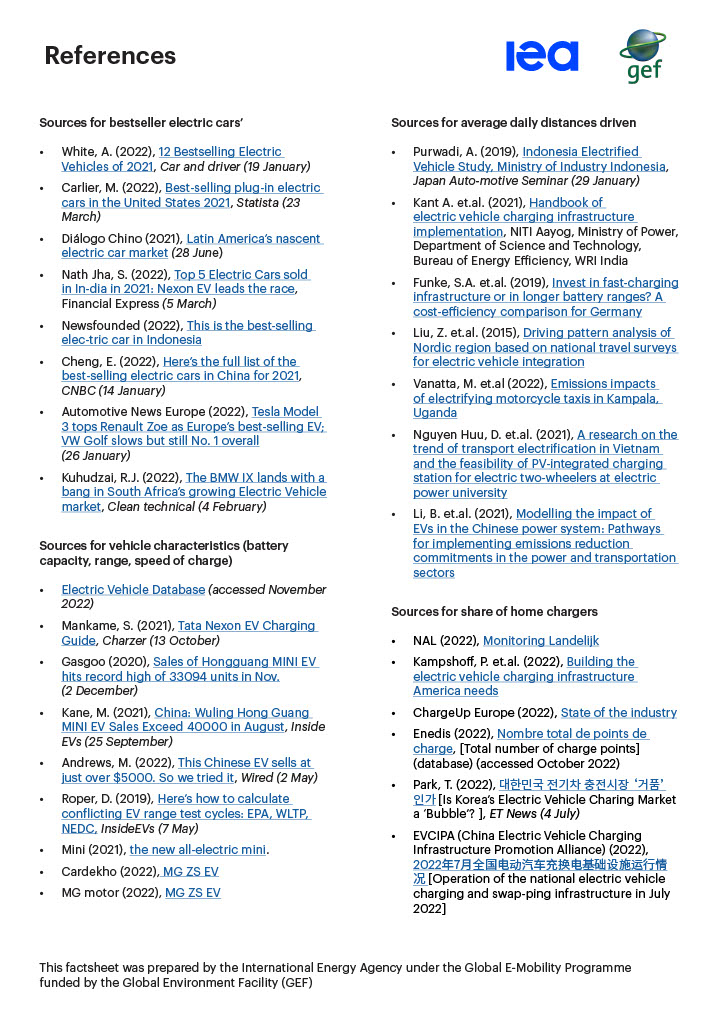 References
iea
gef
Sources for bestseller electric cars’
• White, A. (2022), 12 Bestselling Electric
Vehicles of 2021, Car and driver (19 January)
• Carlier, M. (2022), Best-selling plug-in electric
cars in the United States 2021, Statista (23
March)
• Diálogo Chino (2021), Latin America’s nascent
electric car market (28 June)
• Nath Jha, S. (2022), Top 5 Electric Cars sold
in In-dia in 2021: Nexon EV leads the race,
Financial Express (5 March)
• Newsfounded (2022), This is the best-selling
elec-tric car in Indonesia
• Cheng, E. (2022), Here’s the full list of the
best-selling electric cars in China for 2021,
CNBC (14 January)
• Automotive News Europe (2022), Tesla Model
3 tops Renault Zoe as Europe’s best-selling EV;
VW Golf slows but still No. 1 overall
(26 January)
• Kuhudzai, R.J. (2022), The BMW IX lands with a
bang in South Africa’s growing Electric Vehicle
market, Clean technical (4 February)
Sources for vehicle characteristics (battery
capacity, range, speed of charge)
• Electric Vehicle Database (accessed November
2022)
• Mankame, S. (2021), Tata Nexon EV Charging
Guide, Charzer (13 October)
• Gasgoo (2020), Sales of Hongguang MINI EV
hits record high of 33094 units in Nov.
(2 December)
• Kane, M. (2021), China: Wuling Hong Guang
MINI EV Sales Exceed 40000 in August, Inside
EVs (25 September)
• Andrews, M. (2022), This Chinese EV sells at
just over $5000. So we tried it, Wired (2 May)
• Roper, D. (2019), Here’s how to calculate
conflicting EV range test cycles: EPA, WLTP,
NEDC, InsideEVs (7 May)
• Mini (2021), the new all-electric mini.
• Cardekho (2022), MG ZS EV
• MG motor (2022), MG ZS EV
Sources for average daily distances driven
• Purwadi, A. (2019), Indonesia Electrified
Vehicle Study, Ministry of Industry Indonesia,
Japan Auto-motive Seminar (29 January)
• Kant A. et.al. (2021), Handbook of
electric vehicle charging infrastructure
implementation, NITI Aayog, Ministry of Power,
Department of Science and Technology,
Bureau of Energy Efficiency, WRI India
• Funke, S.A. et.al. (2019), Invest in fast-charging
infrastructure or in longer battery ranges? A
cost-efficiency comparison for Germany
• Liu, Z. et.al. (2015), Driving pattern analysis of
Nordic region based on national travel surveys
for electric vehicle integration
• Vanatta, M. et.al (2022), Emissions impacts
of electrifying motorcycle taxis in Kampala,
Uganda
• Nguyen Huu, D. et.al. (2021), A research on the
trend of transport electrification in Vietnam
and the feasibility of PV-integrated charging
station for electric two-wheelers at electric
power university
• Li, B. et.al. (2021), Modelling the impact of
EVs in the Chinese power system: Pathways
for implementing emissions reduction
commitments in the power and transportation
sectors
Sources for share of home chargers
• NAL (2022), Monitoring Landelijk
• Kampshoff, P. et.al. (2022), Building the
electric vehicle charging infrastructure
America needs
• ChargeUp Europe (2022), State of the industry
• Enedis (2022), Nombre total de points de
charge, [Total number of charge points]
(database) (accessed October 2022)
• Park, T. (2022), 대한민국 전기차 충전시장 ‘거품’
인가 [Is Korea’s Electric Vehicle Charing Market
a ‘Bubble’? ], ET News (4 July)
• EVCIPA (China Electric Vehicle Charging
Infrastructure Promotion Alliance) (2022),
2022年7月全国电动汽车充换电基础设施运行情
况 [Operation of the national electric vehicle
charging and swap-ping infrastructure in July
2022]
This factsheet was prepared by the International Energy Agency under the Global E-Mobility Programme
funded by the Global Environment Facility (GEF)